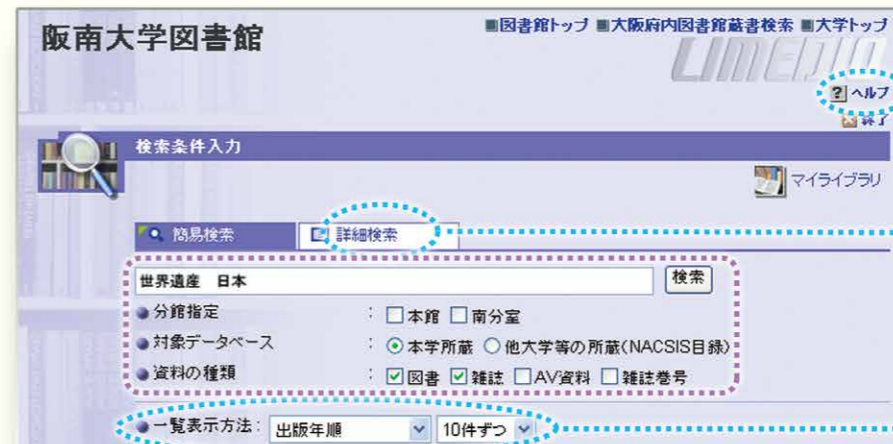 阪南大学図書館
■図書館トップ ■大阪府内図書館蔵書検索 ■大学トップ
LIMEDIO
? ヘルプ
終了
検索条件入力
マイライブラリ
簡易検索 詳細検索
世界遺産 日本 検索
分館指定 : 本館 南分室
対象データベース : 本学所蔵 他大学等の所蔵(NACSIS目録)
資料の種類 : 図書 雑誌 AV資料 雑誌巻号
一覧表示方法: 出版年順 10件ずつ